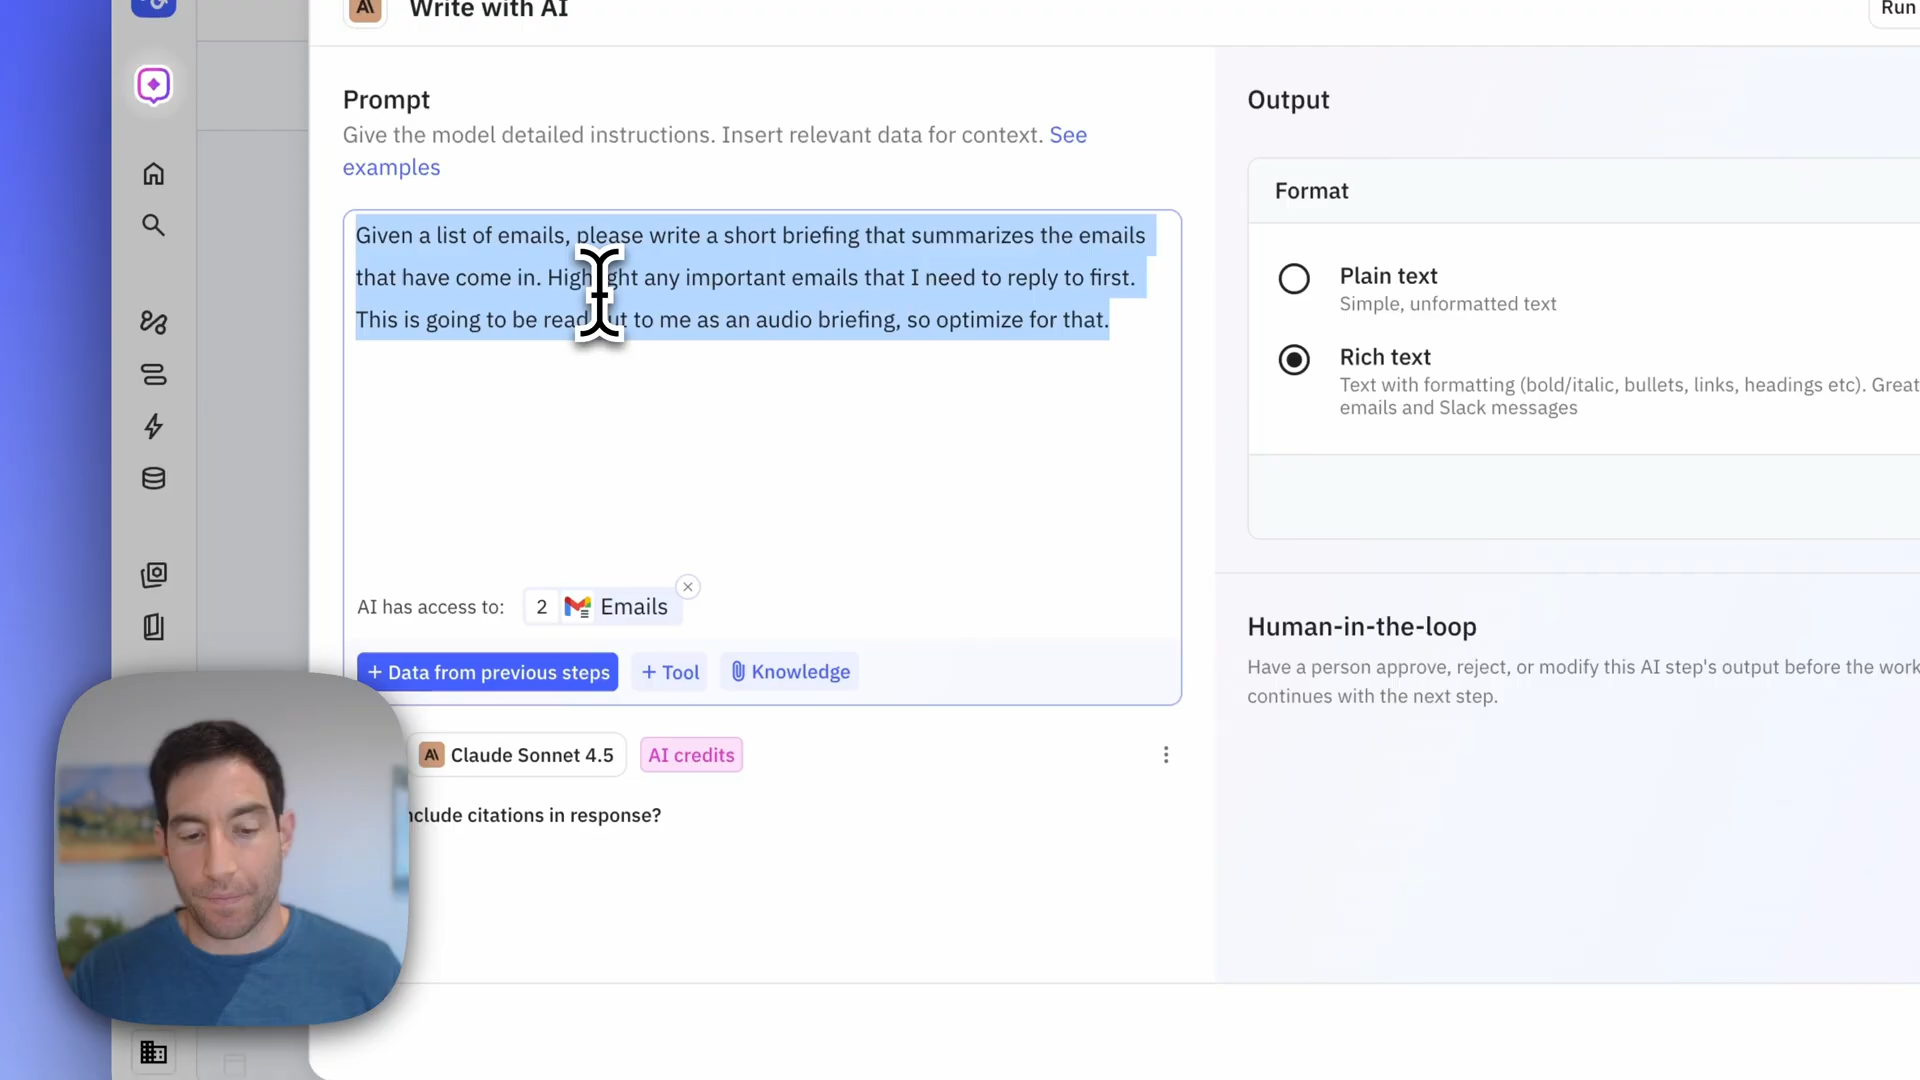 Write with AI
Run
Prompt
Give the model detailed instructions. Insert relevant data for context. See
examples
Given a list of emails, please write a short briefing that summarizes the emails
that have come in. Highlight any important emails that I need to reply to first.
This is going to be read out to me as an audio briefing, so optimize for that.
AI has access to:
2
Emails
+ Data from previous steps
+ Tool
Knowledge
Claude Sonnet 4.5
AI credits
nclude citations in response?
Output
Format
Plain text
Simple, unformatted text
Rich text
Text with formatting (bold/italic, bullets, links, headings etc). Great
emails and Slack messages
Human-in-the-loop
Have a person approve, reject, or modify this AI step's output before the work
continues with the next step.